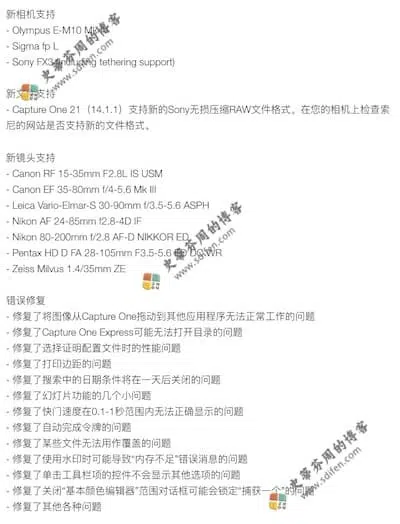 新相机支持
- Olympus E-M10 MK
- Sigma fp L
- Sony FX3 (including tethering support)
新文件支持
- Capture One 21（14.1.1）支持新的Sony无损压缩RAW文件格式。在您的相机上检查索
尼的网站是否支持新的文件格式。
新镜头支持
- Canon RF 15-35mm F2.8L IS USM
- Canon EF 35-80mm f/4-5.6 Mk III
- Leica Vario-Elmar-S 30-90mm f/3.5-5.6 ASPH
- Nikon AF 24-85mm f2.8-4D IF
- Nikon 80-200mm f/2.8 AF-D NIKKOR ED
- Pentax HD D FA 28-105mm F3.5-5.6 ED DC WR
- Zeiss Milvus 1.4/35mm ZE
错误修复
- 修复了将图像从Capture One拖动到其他应用程序无法正常工作的问题
- 修复了Capture One Express可能无法打开目录的问题
- 修复了选择证明配置文件时的性能问题
- 修复了打印边距的问题
- 修复了搜索中的日期条件将在一天后关闭的问题
- 修复了幻灯片功能的几个小问题
- 修复了快门速度在0.1-1秒范围内无法正确显示的问题
- 修复了自动完成令牌的问题
- 修复了某些文件无法用作覆盖的问题
- 修复了使用水印时可能导致“内存不足”错误消息的问题
- 修复了单击工具栏项的控件不会显示其他选项的问题
- 修复了关闭“基本颜色编辑器”范围对话框可能会锁定“捕获一个”的问题
- 修复了其他各种问题
史蒂芬周的博客
www.sdifen.com
史蒂芬周的博客
www.sdifen.com
史蒂芬周的博客
www.sdifen.com